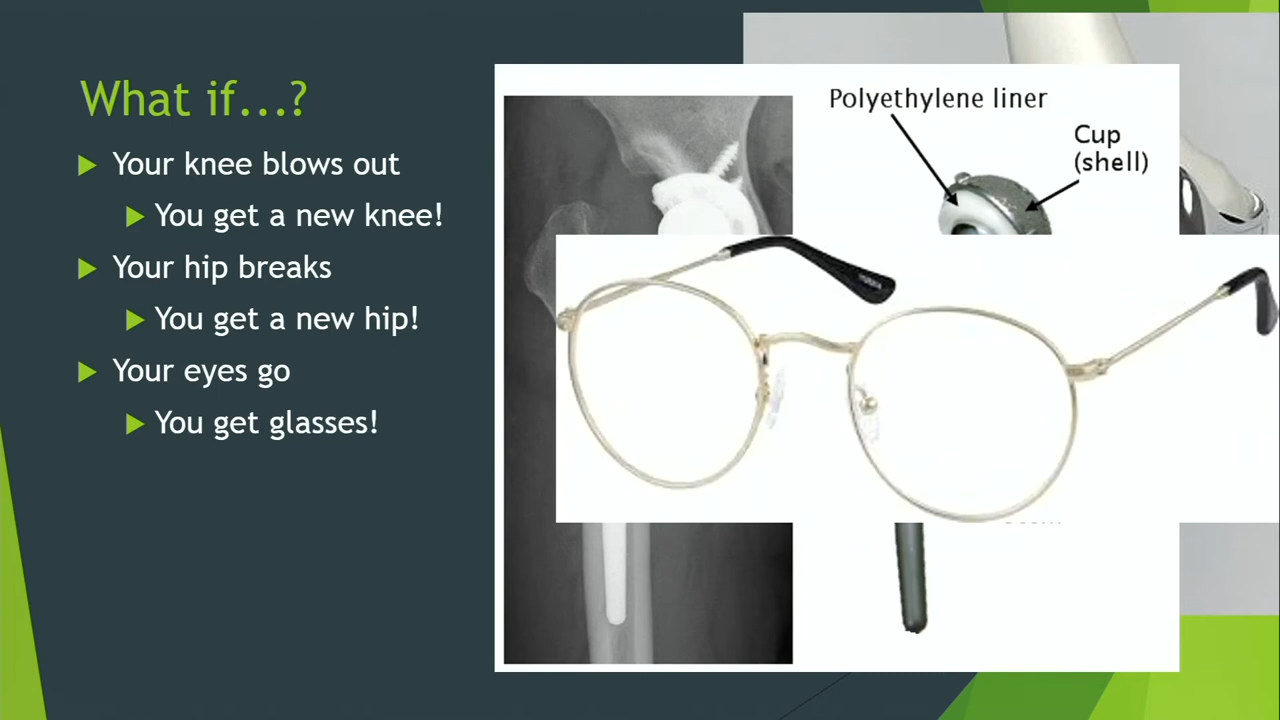 What if...?
Your knee blows out
You get a new knee!
Your hip breaks
You get a new hip!
Your eyes go
You get glasses!
Polyethylene liner
Cup
(shell)